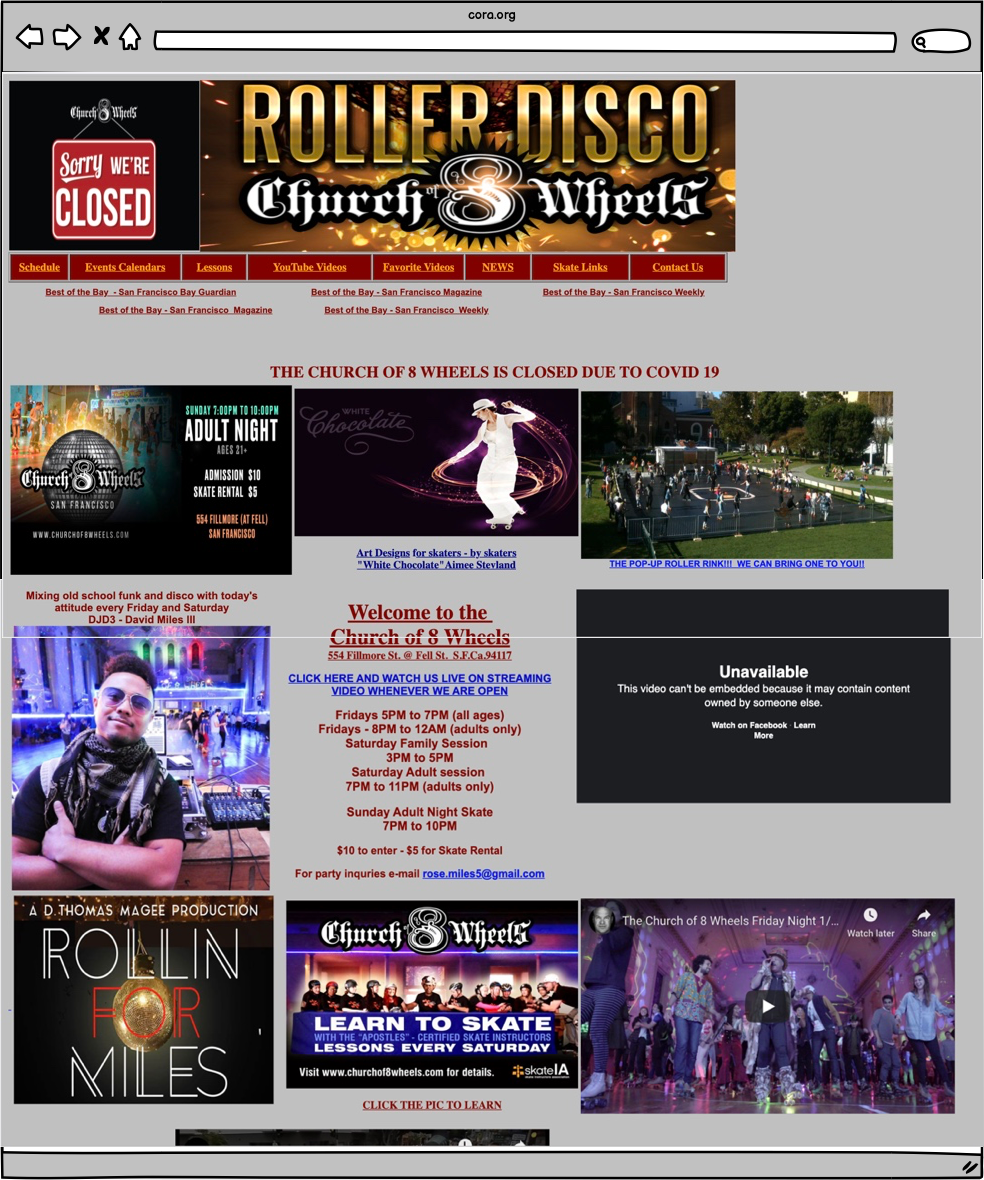 cora.org
Church of 8 Wheels
Sorry WE'RE
CLOSED
ROLLER DISCO
Church of 8 Wheels
Schedule Events Calendars Lessons YouTube Videos Favorite Videos NEWS Skate Links Contact Us
Best of the Bay - San Francisco Bay Guardian Best of the Bay - San Francisco Magazine Best of the Bay - San Francisco Weekly
Best of the Bay - San Francisco Magazine Best of the Bay - San Francisco Weekly
THE CHURCH OF 8 WHEELS IS CLOSED DUE TO COVID 19
SUNDAY 7:00PM TO 10:00PM
ADULT NIGHT
AGES 21+
ADMISSION $10
SKATE RENTAL $5
554 FILLMORE (AT FELL)
SAN FRANCISCO
Church of 8 Wheels
SAN FRANCISCO
WWW.CHURCHOF8WHEELS.COM
WHITE
Chocolate
Art Designs for skaters - by skaters
"White Chocolate"Aimee Stevland
THE POP-UP ROLLER RINK!!! WE CAN BRING ONE TO YOU!!
Mixing old school funk and disco with today's
attitude every Friday and Saturday
DJD3 - David Miles III
Welcome to the
Church of 8 Wheels
554 Fillmore St. @ Fell St. S.F.Ca.94117
CLICK HERE AND WATCH US LIVE ON STREAMING
VIDEO WHENEVER WE ARE OPEN
Fridays 5PM to 7PM (all ages)
Fridays - 8PM to 12AM (adults only)
Saturday Family Session
3PM to 5PM
Saturday Adult session
7PM to 11PM (adults only)
Sunday Adult Night Skate
7PM to 10PM
$10 to enter - $5 for Skate Rental
For party inquries e-mail rose.miles5@gmail.com
Unavailable
This video can't be embedded because it may contain content
owned by someone else.
Watch on Facebook · Learn
More
A D.THOMAS MAGEE PRODUCTION
ROLLIN
FOR
MILES
Church of 8 Wheels
LEARN TO SKATE
WITH THE "APOSTLES" - CERTIFIED SKATE INSTRUCTORS
LESSONS EVERY SATURDAY
Visit www.churchof8wheels.com for details.
skateIA
CLICK THE PIC TO LEARN
The Church of 8 Wheels Friday Night 1/...
Watch later Share